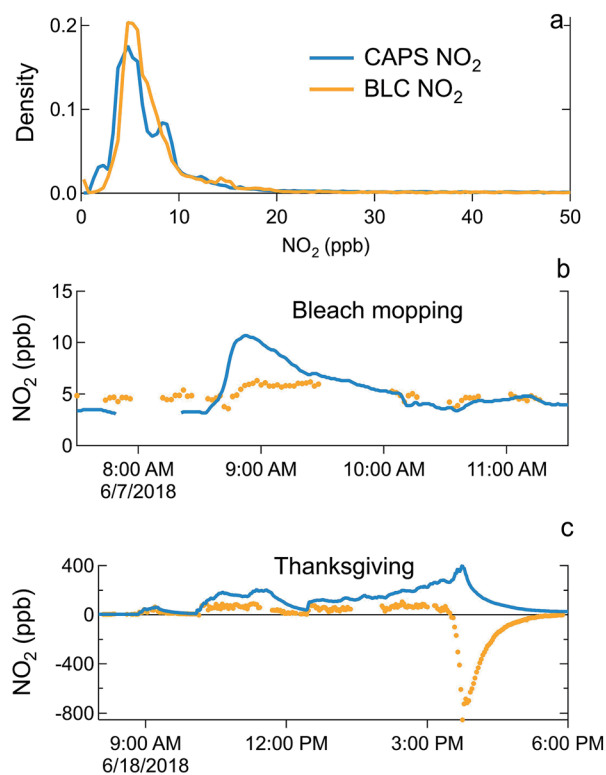 a
0.2
0.1
0.0
Density
CAPS NO₂
BLC NO₂
0 10 20 30 40 50
NO₂ (ppb)
b
15
10
5
0
NO₂ (ppb)
Bleach mopping
8:00 AM 9:00 AM 10:00 AM 11:00 AM
6/7/2018
c
400
0
-400
-800
NO₂ (ppb)
Thanksgiving
9:00 AM 12:00 PM 3:00 PM 6:00 PM
6/18/2018